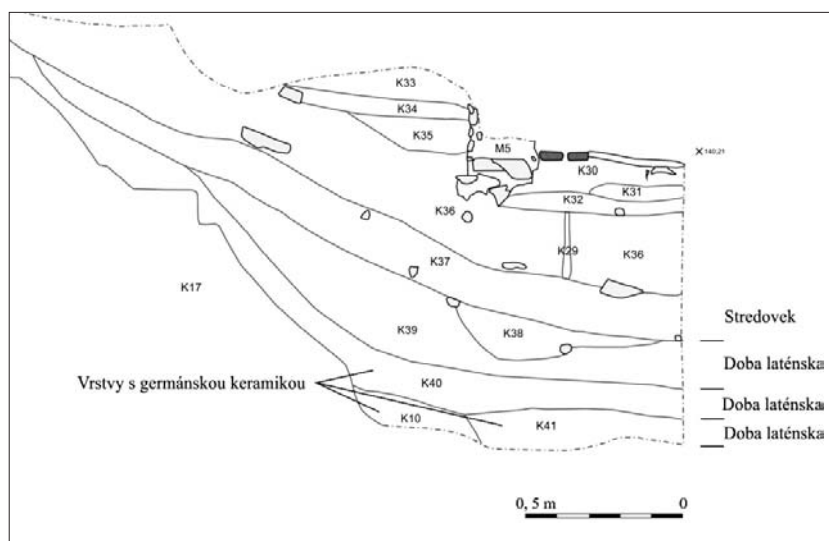 K33
K34
K35
M5
140,21
K30
K31
K32
K36
K29
K36
K37
K17
K38
K39
Stredovek
Doba laténska
Vrstvy s germánskou keramikou
K40
Doba laténska
K10
K41
Doba laténska
0, 5 m
0